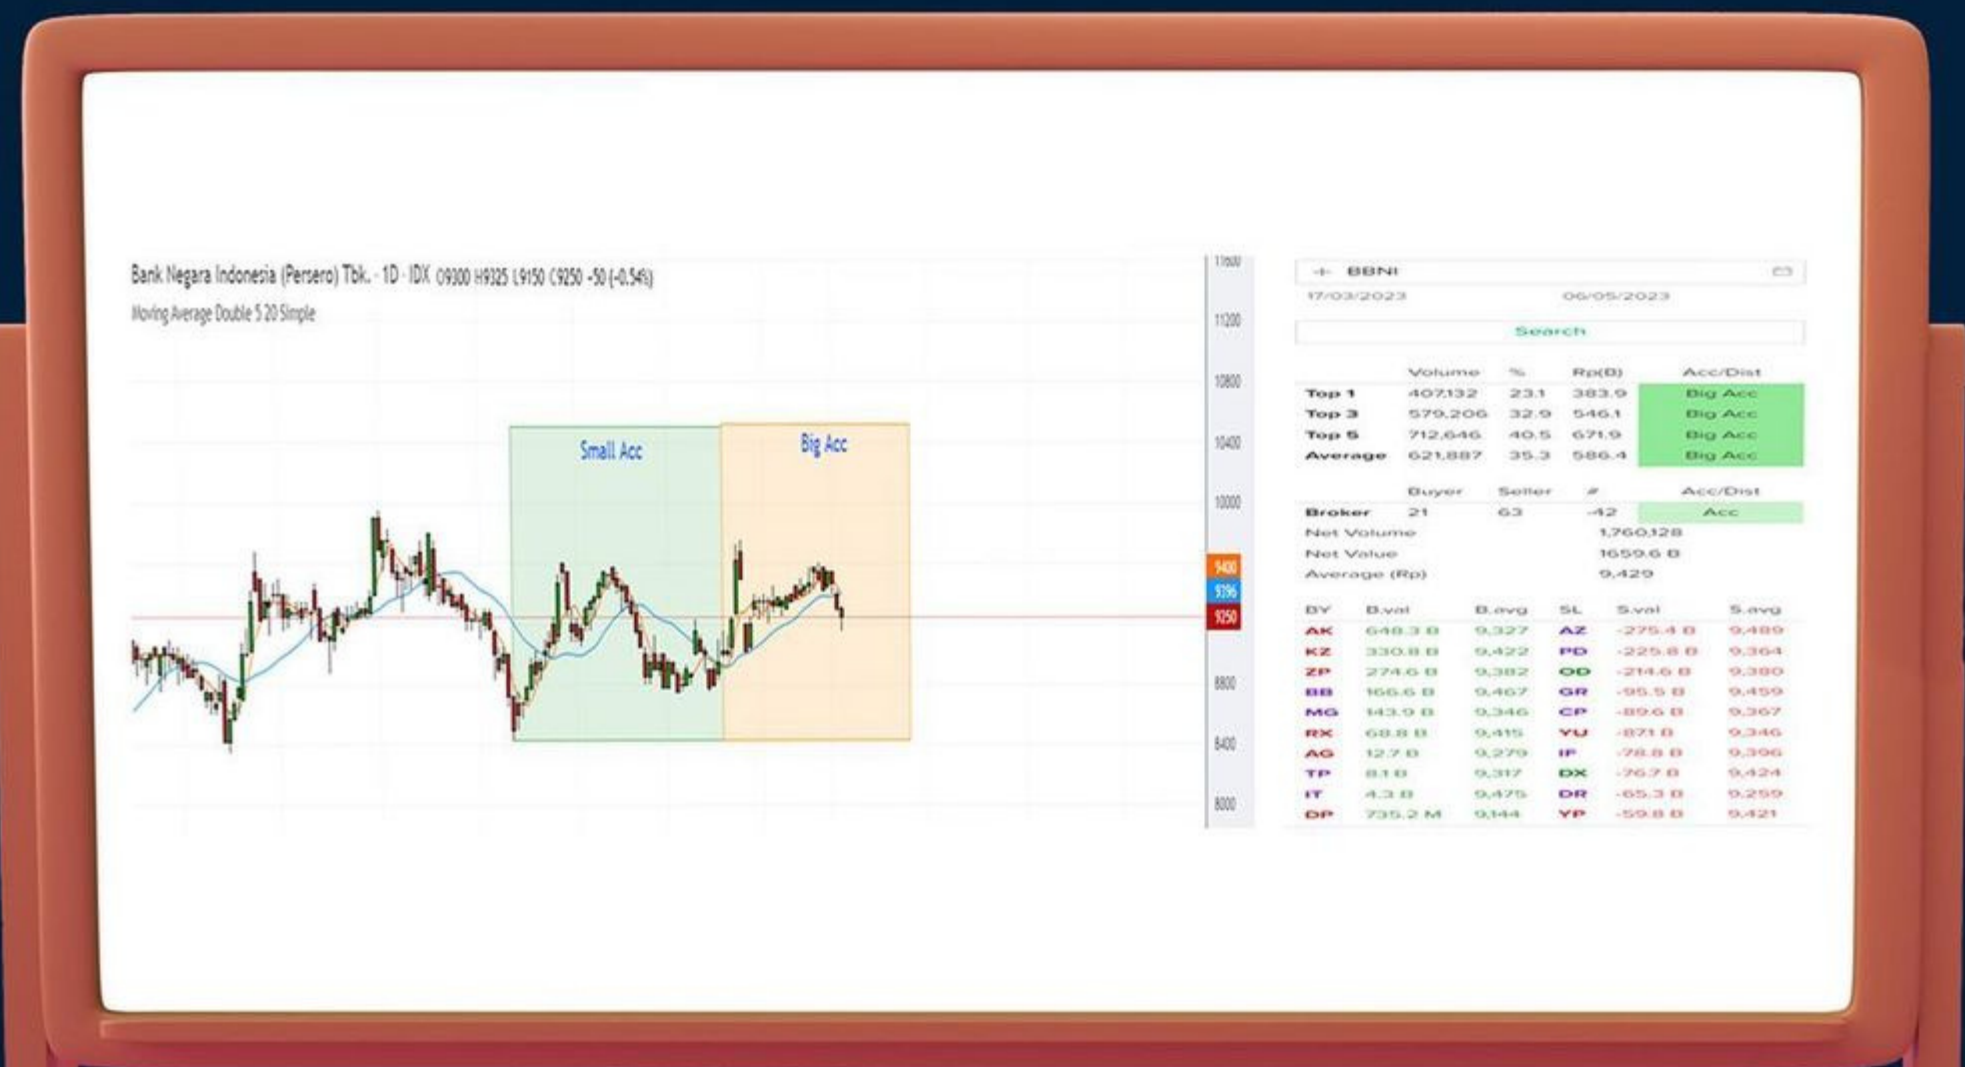 Bank Negara Indonesia (Persero) Tbk. · 1D · IDX O9300 H9325 L9150 C9250 -50 (-0.54%)
Moving Average Double 5 20 Simple
Small Acc
Big Acc
11600
11200
10800
10400
10000
9400
9396
9250
8800
8400
8000
BBNI
17/03/2023 06/05/2023
Search
Volume % Rp(B) Acc/Dist
Top 1 407,132 23.1 383.9 Big Acc
Top 3 579,206 32.9 546.1 Big Acc
Top 5 712,646 40.5 671.9 Big Acc
Average 621,887 35.3 586.4 Big Acc
Buyer Seller # Acc/Dist
Broker 21 63 -42 Acc
Net Volume 1,760,128
Net Value 1659.6 B
Average (Rp) 9,429
BY B.val B.avg SL S.val S.avg
AK 648.3 B 9,327 AZ -275.4 B 9,489
KZ 330.8 B 9,422 PD -225.8 B 9,364
ZP 274.6 B 9,382 OD -214.6 B 9,380
BB 166.6 B 9,467 GR -95.5 B 9,459
MG 143.9 B 9,346 CP -89.6 B 9,367
RX 68.8 B 9,415 YU -87.1 B 9,346
AG 12.7 B 9,279 IF -78.8 B 9,396
TP 8.1 B 9,317 DX -76.7 B 9,424
IT 4.3 B 9,475 DR -65.3 B 9,259
DP 735.2 M 9,144 YP -59.8 B 9,421